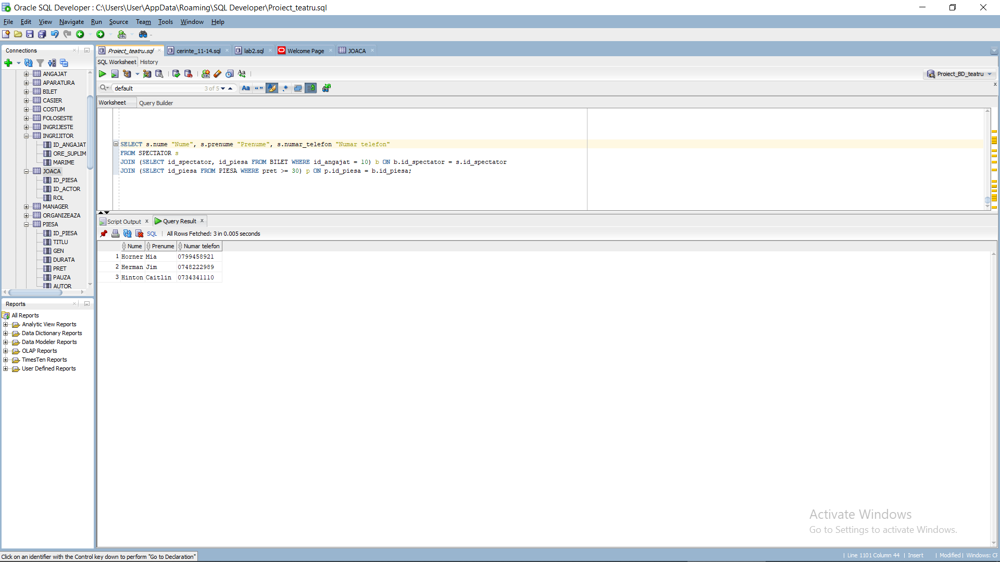 Oracle SQL Developer : C:\Users\User\AppData\Roaming\SQL Developer\Proiect_teatru.sql
File Edit View Navigate Run Source Team Tools Window Help
Connections
ANGAJAT
APARATURA
BILET
CASIER
COSTUM
FOLOSESTE
INGRIJESTE
INGRIJITOR
ID_ANGAJAT
ORE_SUPLIM
MARIME
JOACA
ID_PIESA
ID_ACTOR
ROL
MANAGER
ORGANIZEAZA
PIESA
ID_PIESA
TITLU
GEN
DURATA
PRET
PAUZA
AUTOR
Reports
All Reports
Analytic View Reports
Data Dictionary Reports
Data Modeler Reports
OLAP Reports
TimesTen Reports
User Defined Reports
Proiect_teatru.sql cerinte_11-14.sql lab2.sql Welcome Page JOACA
SQL Worksheet History
Proiect_BD_teatru
default 3 of 5
Worksheet Query Builder
SELECT s.nume "Nume", s.prenume "Prenume", s.numar_telefon "Numar telefon"
FROM SPECTATOR s
JOIN (SELECT id_spectator, id_piesa FROM BILET WHERE id_angajat = 10) b ON b.id_spectator = s.id_spectator
JOIN (SELECT id_piesa FROM PIESA WHERE pret >= 30) p ON p.id_piesa = b.id_piesa;
Script Output x Query Result x
SQL | All Rows Fetched: 3 in 0.005 seconds
Nume Prenume Numar telefon
1 Horner Mia 0799458921
2 Herman Jim 0748222989
3 Hinton Caitlin 0734341110
Activate Windows
Go to Settings to activate Windows.
Click on an identifier with the Control key down to perform "Go to Declaration"
| Line 1101 Column 44 | Insert | Modified | Windows: CF